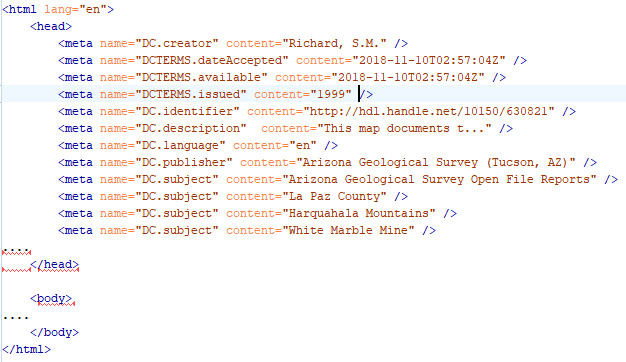 <html lang="en">
<head>
<meta name="DC.creator" content="Richard, S.M." />
<meta name="DCTERMS.dateAccepted" content="2018-11-10T02:57:04Z" />
<meta name="DCTERMS.available" content="2018-11-10T02:57:04Z" />
<meta name="DCTERMS.issued" content="1999" />
<meta name="DC.identifier" content="http://hdl.handle.net/10150/630821" />
<meta name="DC.description"  content="This map documents t..." />
<meta name="DC.language" content="en" />
<meta name="DC.publisher" content="Arizona Geological Survey (Tucson, AZ)" />
<meta name="DC.subject" content="Arizona Geological Survey Open File Reports" />
<meta name="DC.subject" content="La Paz County" />
<meta name="DC.subject" content="Harquahala Mountains" />
<meta name="DC.subject" content="White Marble Mine" />
....
</head>
<body>
....
</body>
</html>